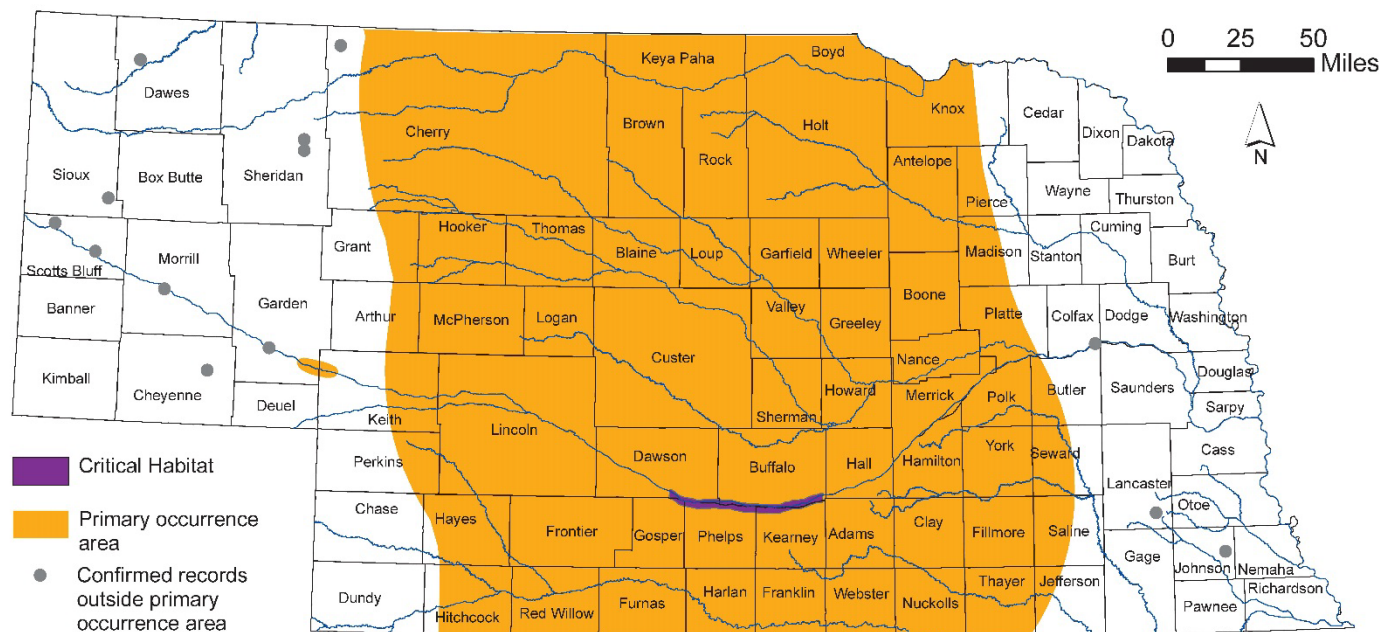 0 25 50
Miles
N
Keya Paha
Boyd
Dawes
Knox
Cedar
Cherry
Brown
Holt
Dixon
Dakota
Rock
Antelope
Sioux
Box Butte
Sheridan
Wayne
Thurston
Pierce
Grant
Hooker
Thomas
Blaine
Loup
Garfield
Wheeler
Madison
Stanton
Cuming
Burt
Scotts Bluff
Morrill
Banner
Garden
Arthur
McPherson
Logan
Valley
Greeley
Boone
Platte
Colfax
Dodge
Washington
Custer
Nance
Kimball
Cheyenne
Deuel
Keith
Lincoln
Sherman
Howard
Merrick
Polk
Butler
Saunders
Douglas
Sarpy
Perkins
Dawson
Buffalo
Hall
Hamilton
York
Seward
Lancaster
Cass
Otoe
Chase
Hayes
Frontier
Gosper
Phelps
Kearney
Adams
Clay
Fillmore
Saline
Gage
Johnson
Nemaha
Dundy
Hitchcock
Red Willow
Furnas
Harlan
Franklin
Webster
Nuckolls
Thayer
Jefferson
Pawnee
Richardson
Critical Habitat
Primary occurrence
area
Confirmed records
outside primary
occurrence area